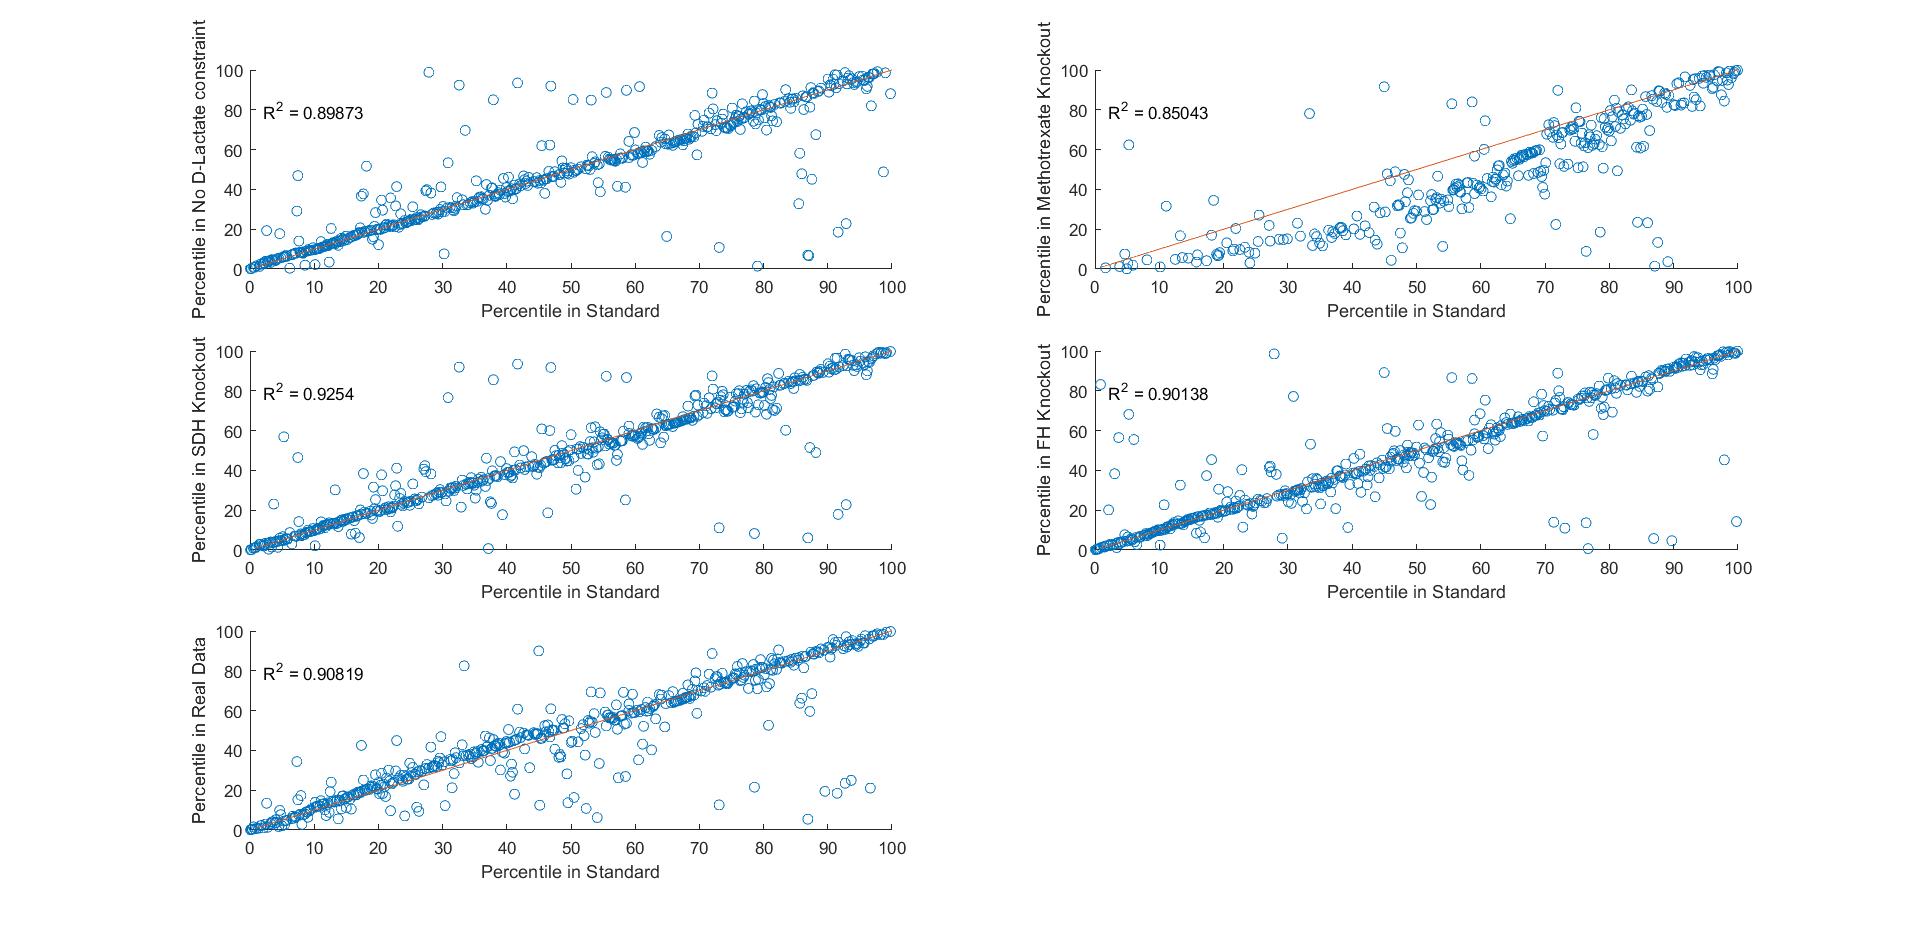 Percentile in No D-Lactate constraint
100
80
60
40
20
0
R² = 0.89873
0 10 20 30 40 50 60 70 80 90 100
Percentile in Standard
Percentile in Methotrexate Knockout
100
80
60
40
20
0
R² = 0.85043
0 10 20 30 40 50 60 70 80 90 100
Percentile in Standard
Percentile in SDH Knockout
100
80
60
40
20
0
R² = 0.9254
0 10 20 30 40 50 60 70 80 90 100
Percentile in Standard
Percentile in FH Knockout
100
80
60
40
20
0
R² = 0.90138
0 10 20 30 40 50 60 70 80 90 100
Percentile in Standard
Percentile in Real Data
100
80
60
40
20
0
R² = 0.90819
0 10 20 30 40 50 60 70 80 90 100
Percentile in Standard